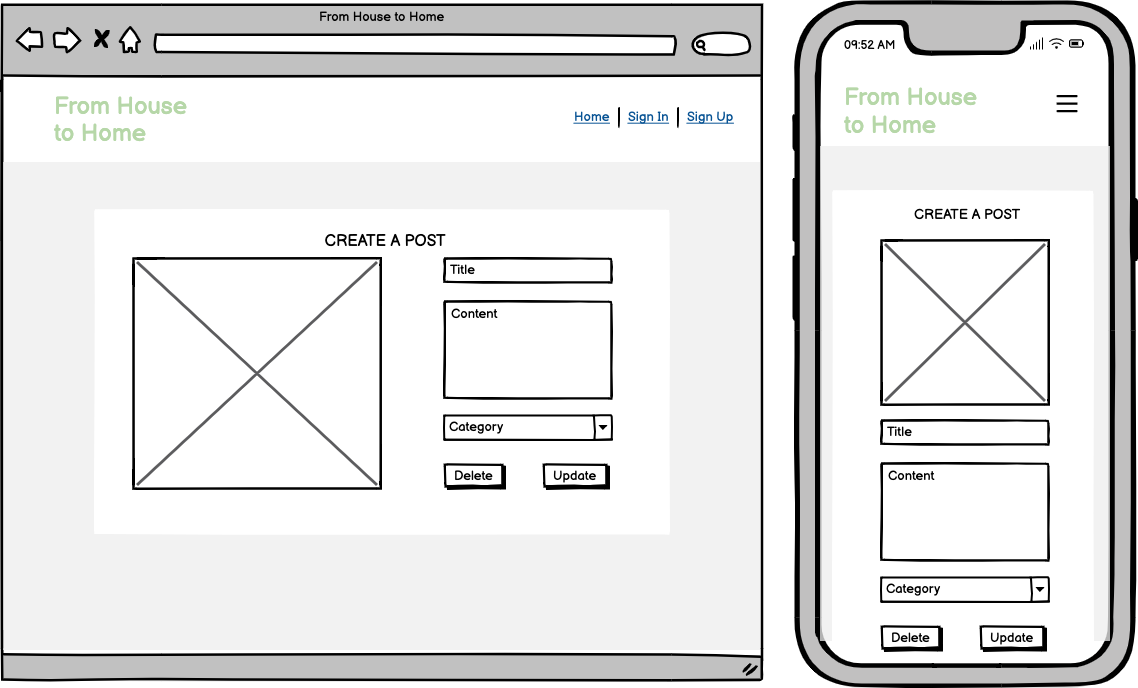 From House to Home
From House
to Home
Home
Sign In
Sign Up
CREATE A POST
Title
Content
Category
Delete
Update
09:52 AM
From House
to Home
CREATE A POST
Title
Content
Category
Delete
Update